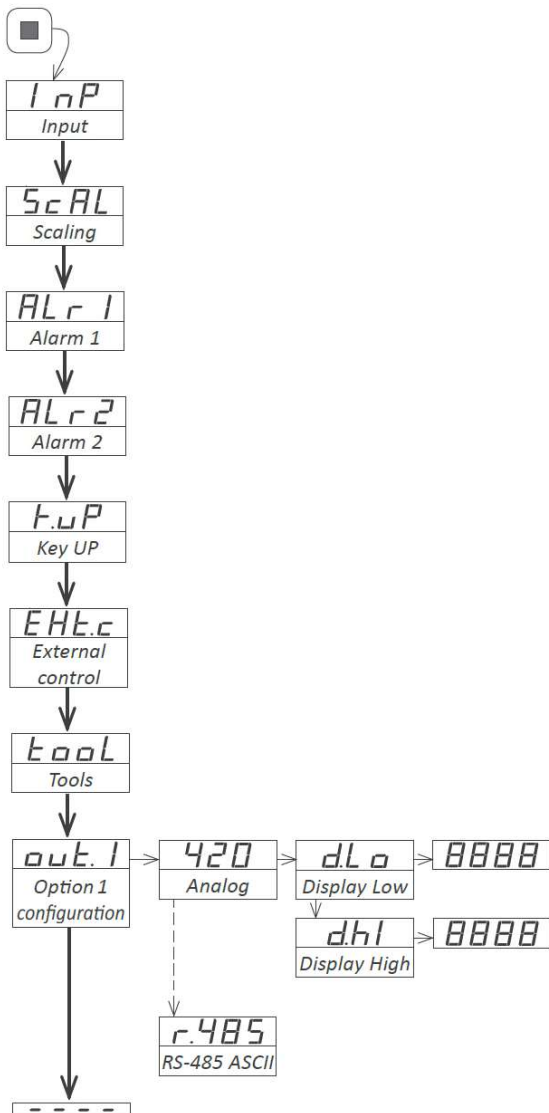 InP
Input
ScAL
Scaling
ALr1
Alarm 1
ALr2
Alarm 2
k.uP
Key UP
EHt.c
External
control
tooL
Tools
out.1
Option 1
configuration
420
Analog
d.Lo
Display Low
8888
d.hI
Display High
8888
r.485
RS-485 ASCII
----